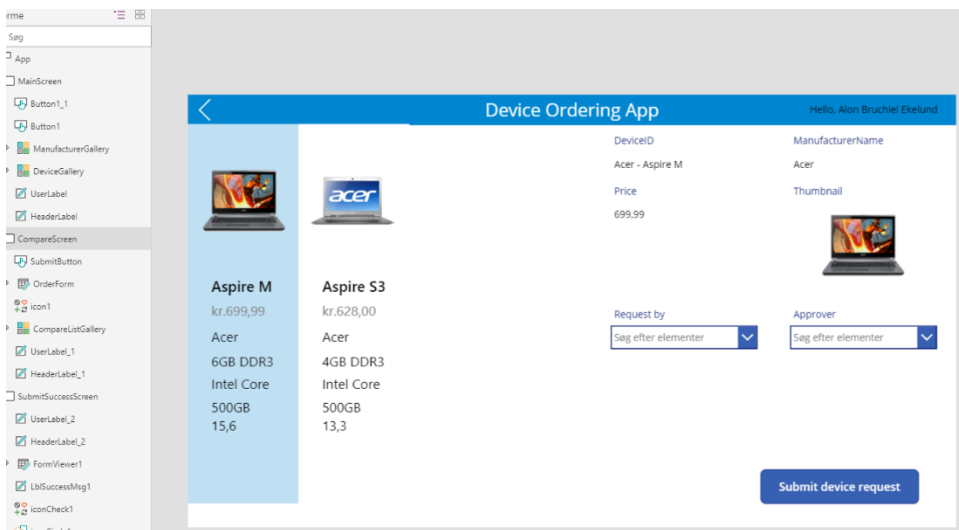 Søg
App
MainScreen
Button1_1
Button1
ManufacturerGallery
DeviceGallery
UserLabel
HeaderLabel
CompareScreen
SubmitButton
OrderForm
icon1
CompareListGallery
UserLabel_1
HeaderLabel_1
SubmitSuccessScreen
UserLabel_2
HeaderLabel_2
FormViewer1
LblSuccessMsg1
iconCheck1
Device Ordering App
Hello, Alon Bruchiel Ekelund
acer
Aspire M
kr.699,99
Acer
6GB DDR3
Intel Core
500GB
15,6
Aspire S3
kr.628,00
Acer
4GB DDR3
Intel Core
500GB
13,3
DeviceID
Acer - Aspire M
ManufacturerName
Acer
Price
699,99
Thumbnail
Request by
Søg efter elementer
Approver
Søg efter elementer
Submit device request